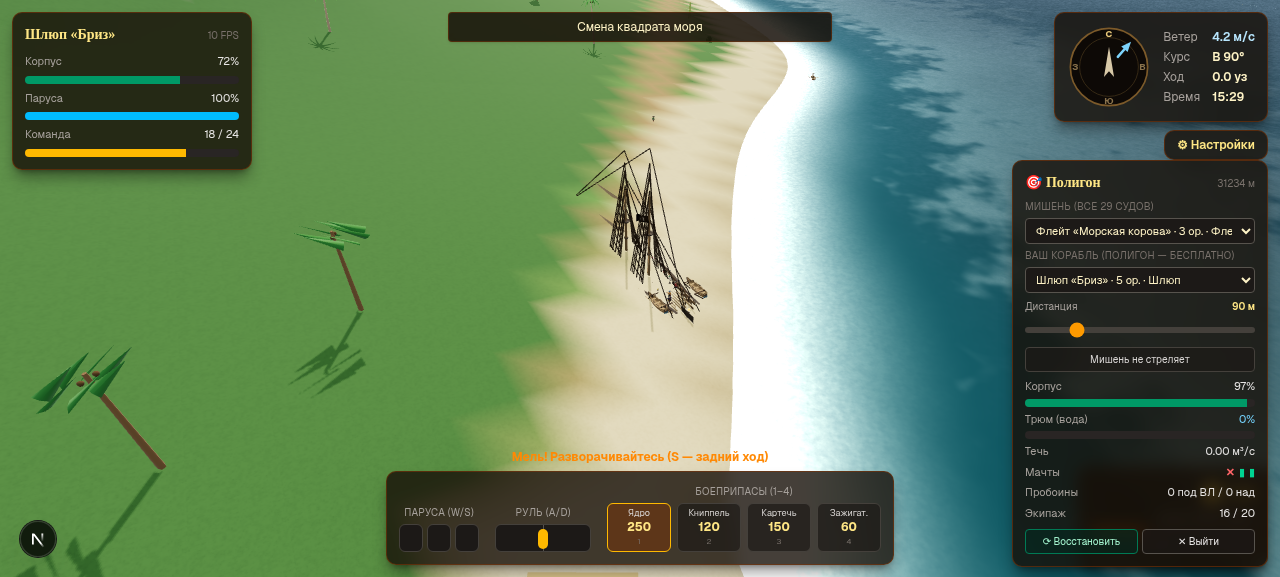 Шлюп «Бриз»
10 FPS
Корпус 72%
Паруса 100%
Команда 18 / 24
Смена квадрата моря
С
В
Ю
З
Ветер 4.2 м/с
Курс В 90°
Ход 0.0 уз
Время 15:29
⚙ Настройки
🎯 Полигон 31234 м
МИШЕНЬ (ВСЕ 29 СУДОВ)
Флейт «Морская корова» · 3 ор. · Фле
ВАШ КОРАБЛЬ (ПОЛИГОН — БЕСПЛАТНО)
Шлюп «Бриз» · 5 ор. · Шлюп
Дистанция 90 м
Мишень не стреляет
Корпус 97%
Трюм (вода) 0%
Течь 0.00 м³/с
Мачты ✕
Пробоины 0 под ВЛ / 0 над
Экипаж 16 / 20
⟳ Восстановить ✕ Выйти
Мель! Разворачивайтесь (S — задний ход)
ПАРУСА (W/S)
РУЛЬ (A/D)
БОЕПРИПАСЫ (1–4)
Ядро 250 1
Книппель 120 2
Картечь 150 3
Зажигат. 60 4
N